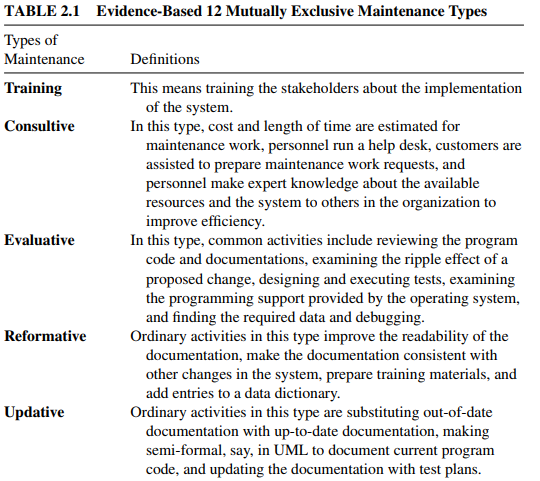 TABLE 2.1 Evidence-Based 12 Mutually Exclusive Maintenance Types
Types of
Maintenance Definitions
Training This means training the stakeholders about the implementation
of the system.
Consultive In this type, cost and length of time are estimated for
maintenance work, personnel run a help desk, customers are
assisted to prepare maintenance work requests, and
personnel make expert knowledge about the available
resources and the system to others in the organization to
improve efficiency.
Evaluative In this type, common activities include reviewing the program
code and documentations, examining the ripple effect of a
proposed change, designing and executing tests, examining
the programming support provided by the operating system,
and finding the required data and debugging.
Reformative Ordinary activities in this type improve the readability of the
documentation, make the documentation consistent with
other changes in the system, prepare training materials, and
add entries to a data dictionary.
Updative Ordinary activities in this type are substituting out-of-date
documentation with up-to-date documentation, making
semi-formal, say, in UML to document current program
code, and updating the documentation with test plans.